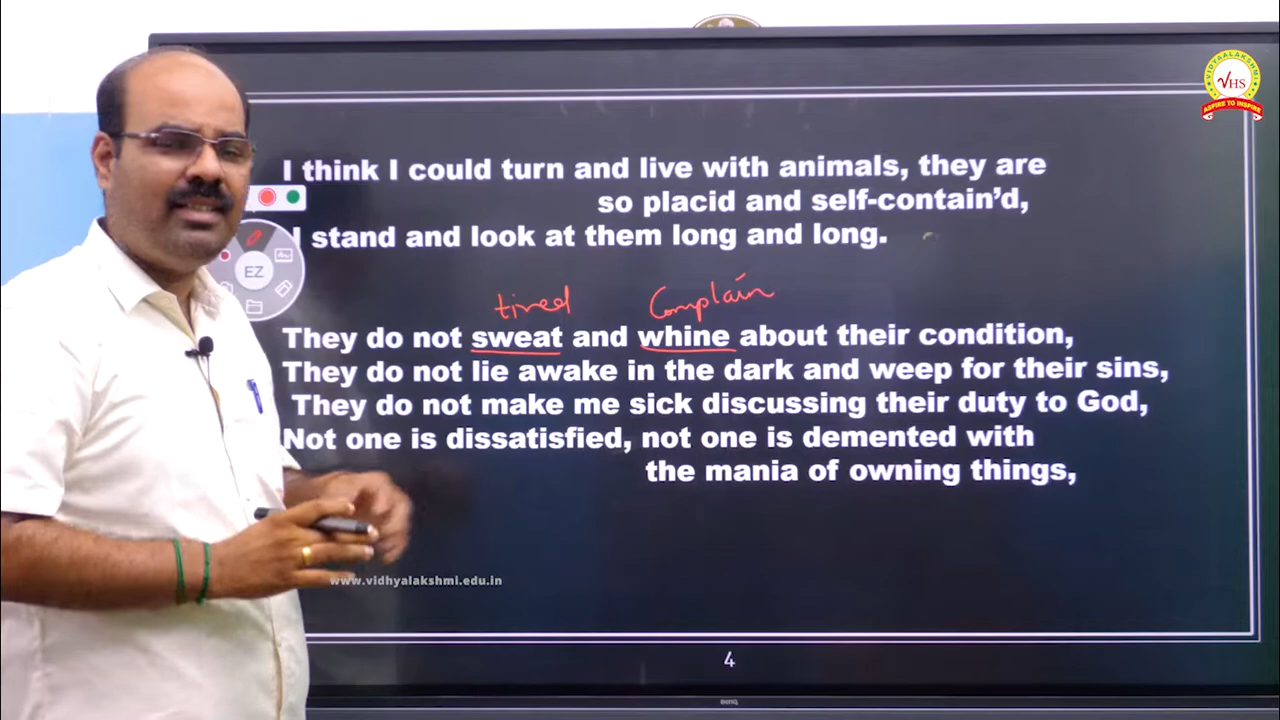 VIDYAALAKSHMI
VHS
ASPIRE TO INSPIRE
I think I could turn and live with animals, they are
so placid and self-contain’d,
I stand and look at them long and long.
EZ
tired Complain
They do not sweat and whine about their condition,
They do not lie awake in the dark and weep for their sins,
They do not make me sick discussing their duty to God,
Not one is dissatisfied, not one is demented with
the mania of owning things,
www.vidhyalakshmi.edu.in
4
BenQ